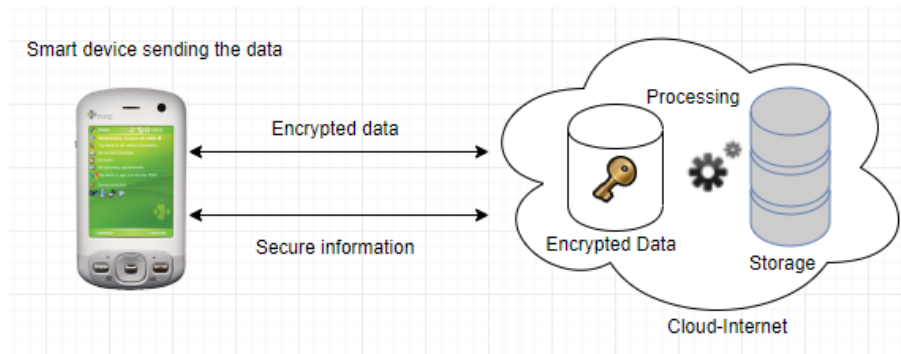 Smart device sending the data
Processing
Encrypted data
Secure information
Encrypted Data
Storage
Cloud-Internet